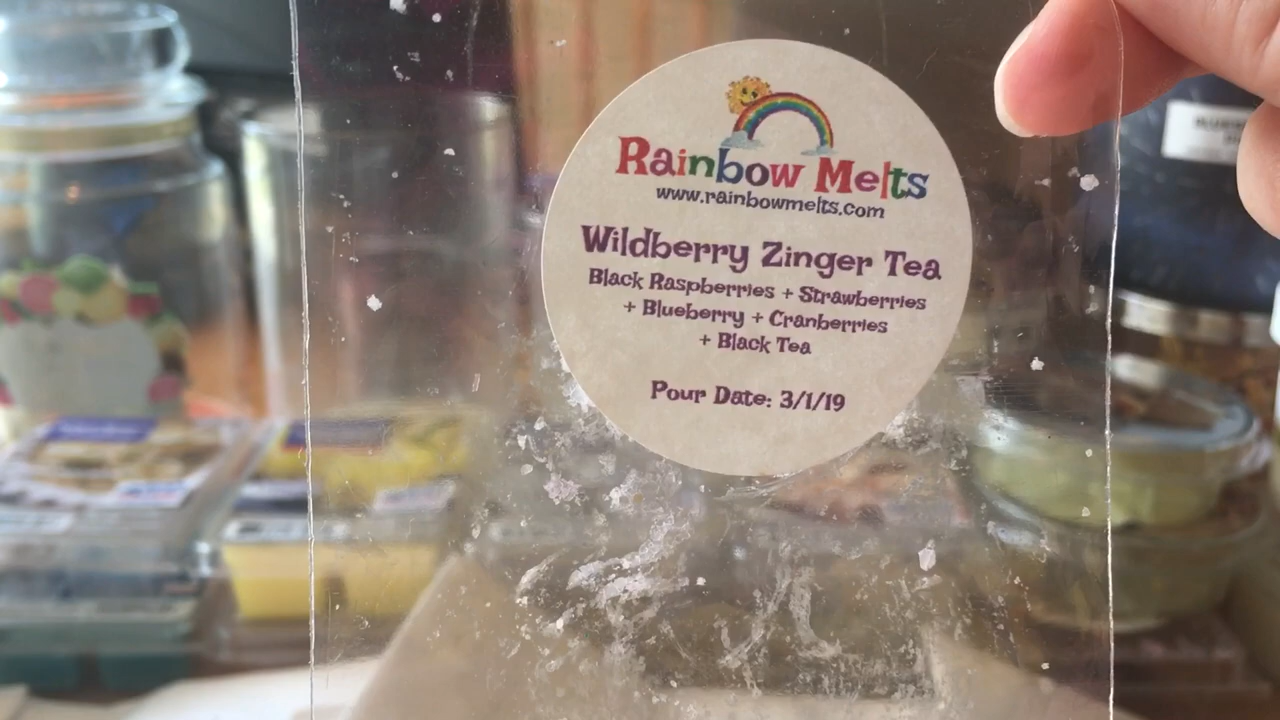 Rainbow Melts
www.rainbowmelts.com
Wildberry Zinger Tea
Black Raspberries + Strawberries
+ Blueberry + Cranberries
+ Black Tea
Pour Date: 3/1/19